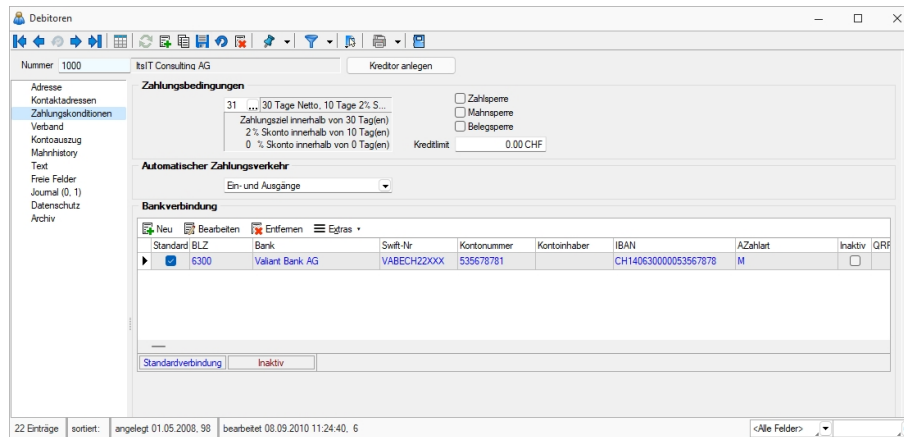 Debitoren
Nummer 1000 ItsIT Consulting AG Kreditor anlegen
Adresse
Kontaktadressen
Zahlungskonditionen
Verband
Kontoauszug
Mahnhistory
Text
Freie Felder
Journal (0, 1)
Datenschutz
Archiv
Zahlungsbedingungen
31 ... 30 Tage Netto, 10 Tage 2% S...
Zahlungsziel innerhalb von 30 Tag(en)
2 % Skonto innerhalb von 10 Tag(en)
0 % Skonto innerhalb von 0 Tag(en)
Zahlsperre
Mahnsperre
Belegsperre
Kreditlimit 0.00 CHF
Automatischer Zahlungsverkehr
Ein- und Ausgänge
Bankverbindung
Neu Bearbeiten Entfernen Extras
Standard BLZ Bank Swift-Nr Kontonummer Kontoinhaber IBAN AZahlart Inaktiv QRF
6300 Valiant Bank AG VABECH22XXX 535678781 CH140630000053567878 M
Standardverbindung Inaktiv
22 Einträge sortiert: angelegt 01.05.2008, 98 bearbeitet 08.09.2010 11:24:40, 6 <Alle Felder>